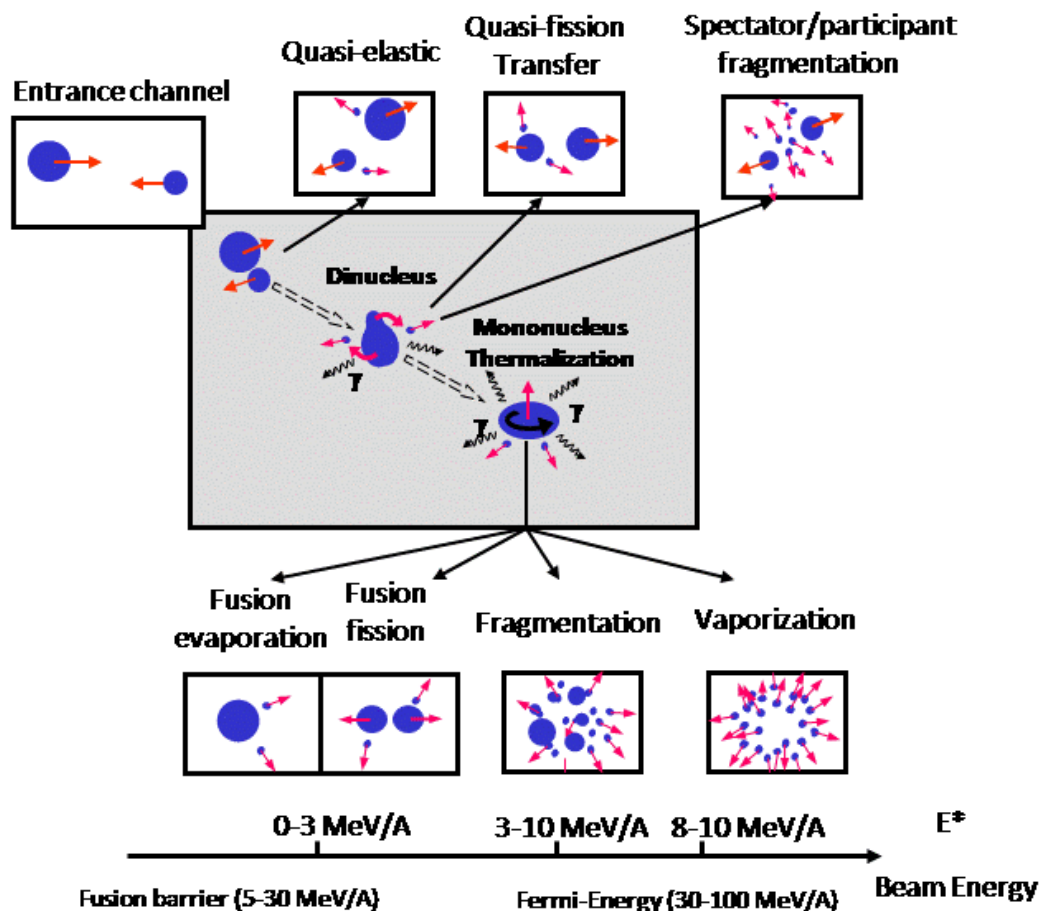 Quasi-elastic
Quasi-fission
Transfer
Spectator/participant
fragmentation
Entrance channel
Dinucleus
Mononucleus
Thermalization
γ
γ
γ
Fusion
evaporation
Fusion
fission
Fragmentation
Vaporization
0-3 MeV/A
3-10 MeV/A
8-10 MeV/A
E*
Fusion barrier (5-30 MeV/A)
Fermi-Energy (30-100 MeV/A)
Beam Energy